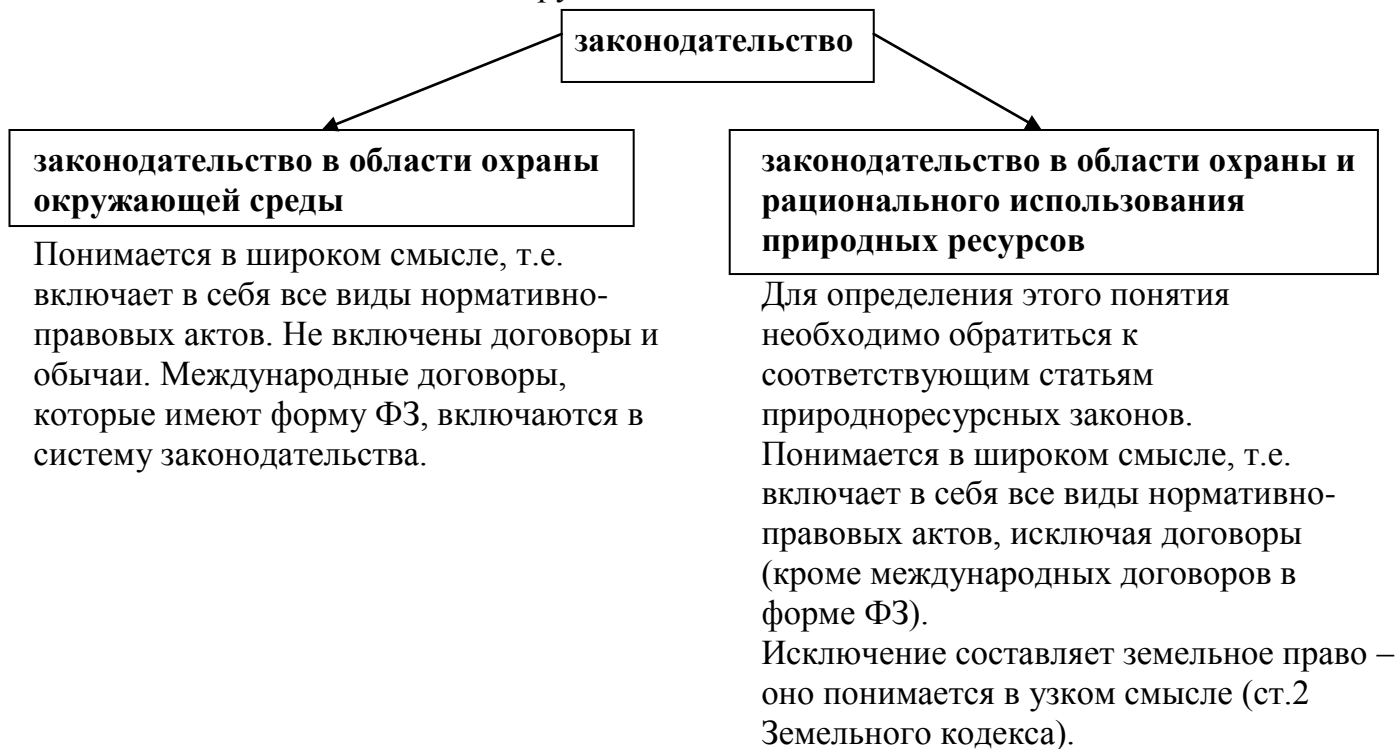 законодательство
законодательство в области охраны
окружающей среды
Понимается в широком смысле, т.е.
включает в себя все виды нормативно-
правовых актов. Не включены договоры и
обычаи. Международные договоры,
которые имеют форму ФЗ, включаются в
систему законодательства.
законодательство в области охраны и
рационального использования
природных ресурсов
Для определения этого понятия
необходимо обратиться к
соответствующим статьям
природноресурсных законов.
Понимается в широком смысле, т.е.
включает в себя все виды нормативно-
правовых актов, исключая договоры
(кроме международных договоров в
форме ФЗ).
Исключение составляет земельное право –
оно понимается в узком смысле (ст.2
Земельного кодекса).